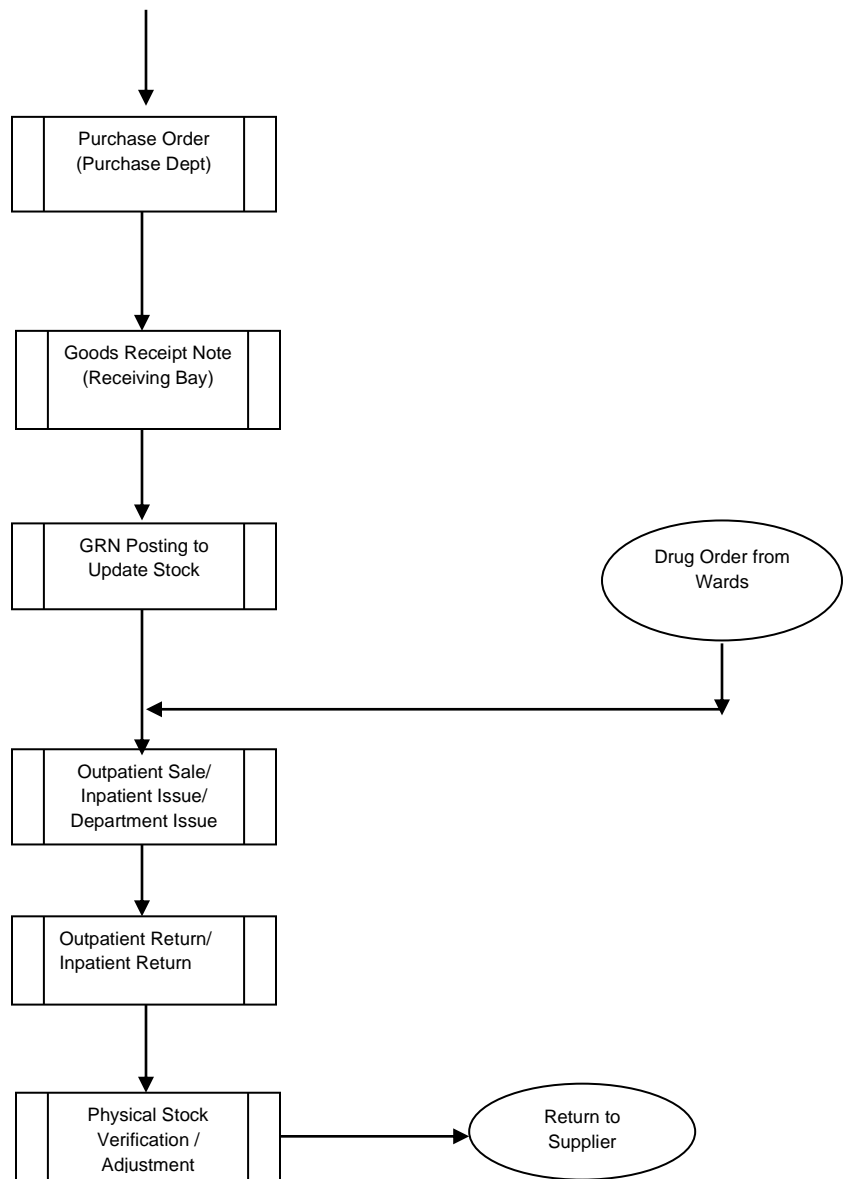 Purchase Order
(Purchase Dept)
Goods Receipt Note
(Receiving Bay)
GRN Posting to
Update Stock
Drug Order from
Wards
Outpatient Sale/
Inpatient Issue/
Department Issue
Outpatient Return/
Inpatient Return
Physical Stock
Verification /
Adjustment
Return to
Supplier